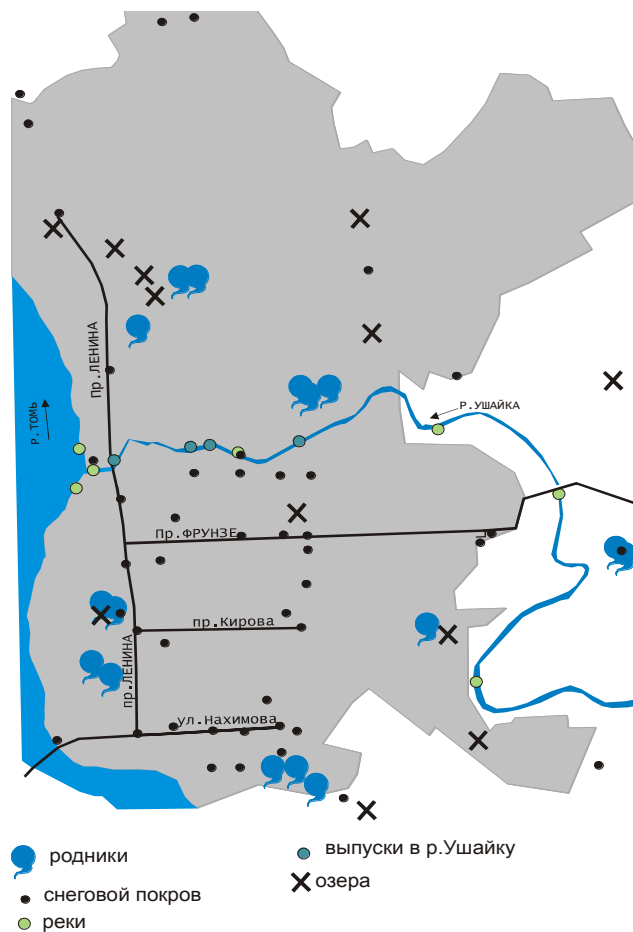 Пр.ЛЕНИНА
Р.ТОМЬ
Р.УШАЙКА
Пр.ФРУНЗЕ
пр.Кирова
пр.ЛЕНИНА
ул.Нахимова
родники
выпуски в р.Ушайку
снеговой покров
озера
реки